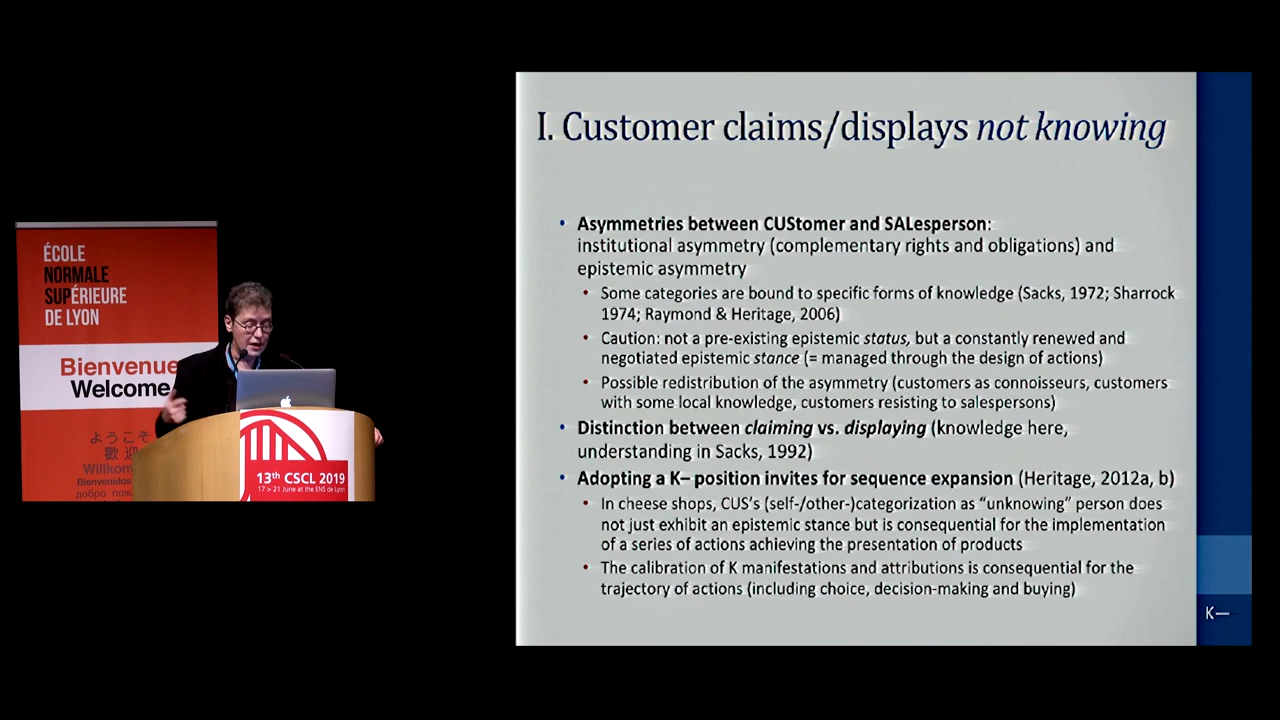 ÉCOLE
NORMALE
SUPÉRIEURE
DE LYON
Bienvenue
Welcome
ようこそ
歡迎
Willkom
Bienvenidos
добро пож
13th CSCL 2019
17 > 21 June at the ENS de Lyon
I. Customer claims/displays not knowing
• Asymmetries between CUStomer and SALesperson:
institutional asymmetry (complementary rights and obligations) and
epistemic asymmetry
• Some categories are bound to specific forms of knowledge (Sacks, 1972; Sharrock
1974; Raymond & Heritage, 2006)
• Caution: not a pre-existing epistemic status, but a constantly renewed and
negotiated epistemic stance (= managed through the design of actions)
• Possible redistribution of the asymmetry (customers as connoisseurs, customers
with some local knowledge, customers resisting to salespersons)
• Distinction between claiming vs. displaying (knowledge here,
understanding in Sacks, 1992)
• Adopting a K– position invites for sequence expansion (Heritage, 2012a, b)
• In cheese shops, CUS's (self-/other-)categorization as “unknowing” person does
not just exhibit an epistemic stance but is consequential for the implementation
of a series of actions achieving the presentation of products
• The calibration of K manifestations and attributions is consequential for the
trajectory of actions (including choice, decision-making and buying)
K—